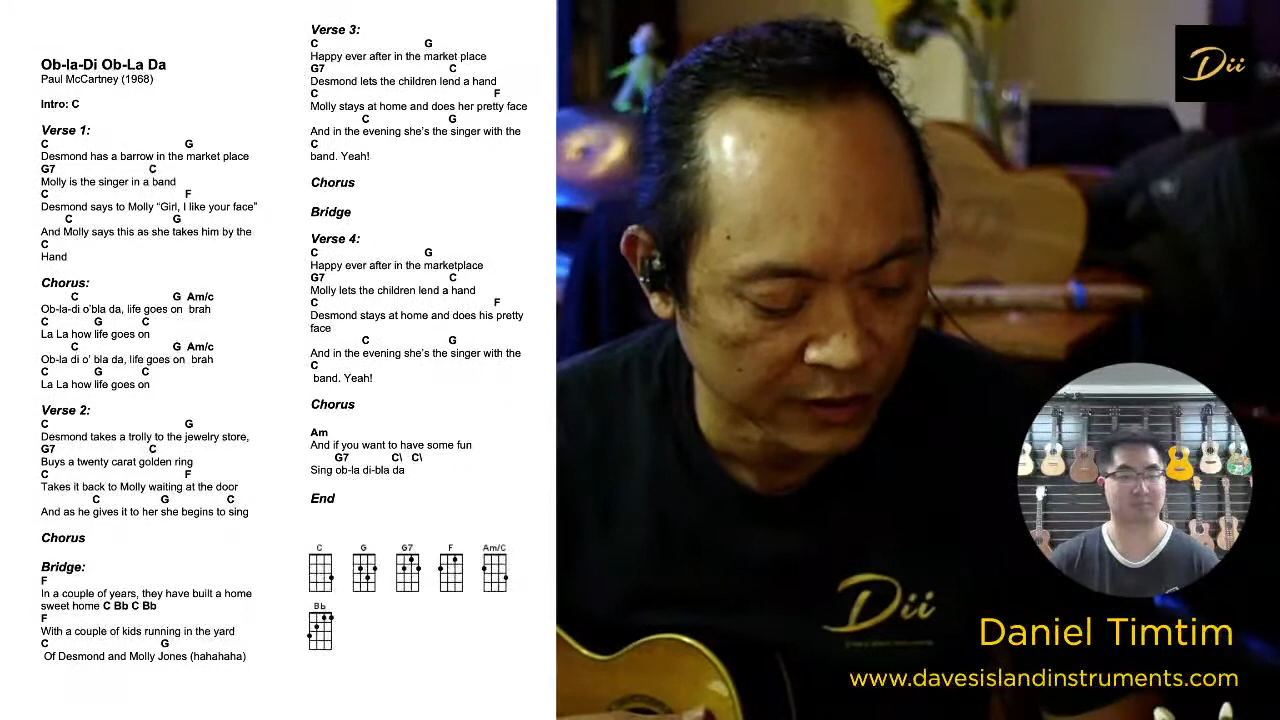 Ob-la-Di Ob-La Da
Paul McCartney (1968)
Intro: C
Verse 1:
C G
Desmond has a barrow in the market place
G7 C
Molly is the singer in a band
C F
Desmond says to Molly “Girl, I like your face”
C G
And Molly says this as she takes him by the
C
Hand
Chorus:
C G Am/c
Ob-la-di o’bla da, life goes on brah
C G C
La La how life goes on
C G Am/c
Ob-la di o’ bla da, life goes on brah
C G C
La La how life goes on
Verse 2:
C G
Desmond takes a trolly to the jewelry store,
G7 C
Buys a twenty carat golden ring
C F
Takes it back to Molly waiting at the door
C G C
And as he gives it to her she begins to sing
Chorus
Bridge:
F
In a couple of years, they have built a home
sweet home C Bb C Bb
F
With a couple of kids running in the yard
C G
Of Desmond and Molly Jones (hahahaha)
Verse 3:
C G
Happy ever after in the market place
G7 C
Desmond lets the children lend a hand
C F
Molly stays at home and does her pretty face
C G
And in the evening she’s the singer with the
C
band. Yeah!
Chorus
Bridge
Verse 4:
C G
Happy ever after in the marketplace
G7 C
Molly lets the children lend a hand
C F
Desmond stays at home and does his pretty
face
C G
And in the evening she’s the singer with the
C
band. Yeah!
Chorus
Am
And if you want to have some fun
G7 C\ C\
Sing ob-la di-bla da
End
C G G7 F Am/C
Bb
Dii
Dii
Daniel Timtim
www.davesislandinstruments.com